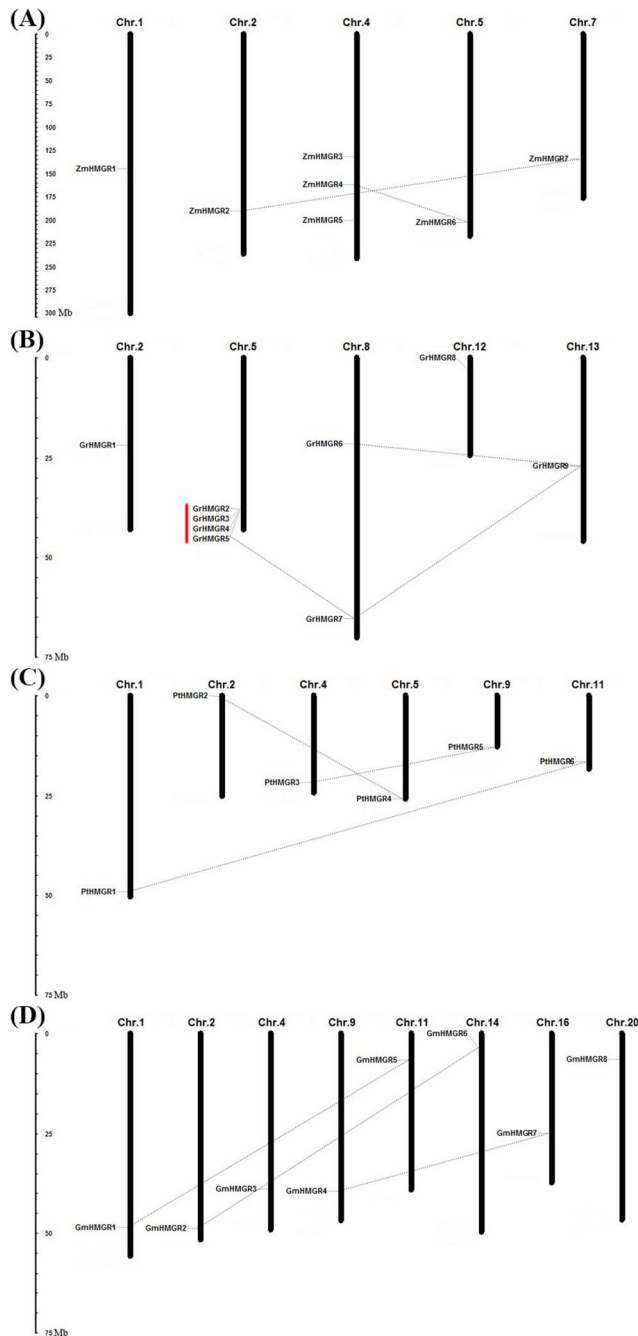 (A)
Chr.1 Chr.2 Chr.4 Chr.5 Chr.7
0
25
50
75
100
125
ZmHMGR3
ZmHMGR7
150
ZmHMGR1
ZmHMGR4
175
ZmHMGR2
200
ZmHMGR5
ZmHMGR6
225
250
275
300 Mb
(B)
Chr.2 Chr.5 Chr.8 Chr.12 Chr.13
0
GrHMGR8
GrHMGR1
GrHMGR6
25
GrHMGR9
GrHMGR2
GrHMGR3
GrHMGR4
GrHMGR5
50
GrHMGR7
75 Mb
(C)
Chr.1 Chr.2 Chr.4 Chr.5 Chr.9 Chr.11
0
PtHMGR2
PtHMGR5
PtHMGR6
PtHMGR3
25
PtHMGR4
PtHMGR1
50
75 Mb
(D)
Chr.1 Chr.2 Chr.4 Chr.9 Chr.11 Chr.14 Chr.16 Chr.20
0
GmHMGR6
GmHMGR5
GmHMGR8
25
GmHMGR7
GmHMGR3
GmHMGR4
GmHMGR1
GmHMGR2
50
75 Mb